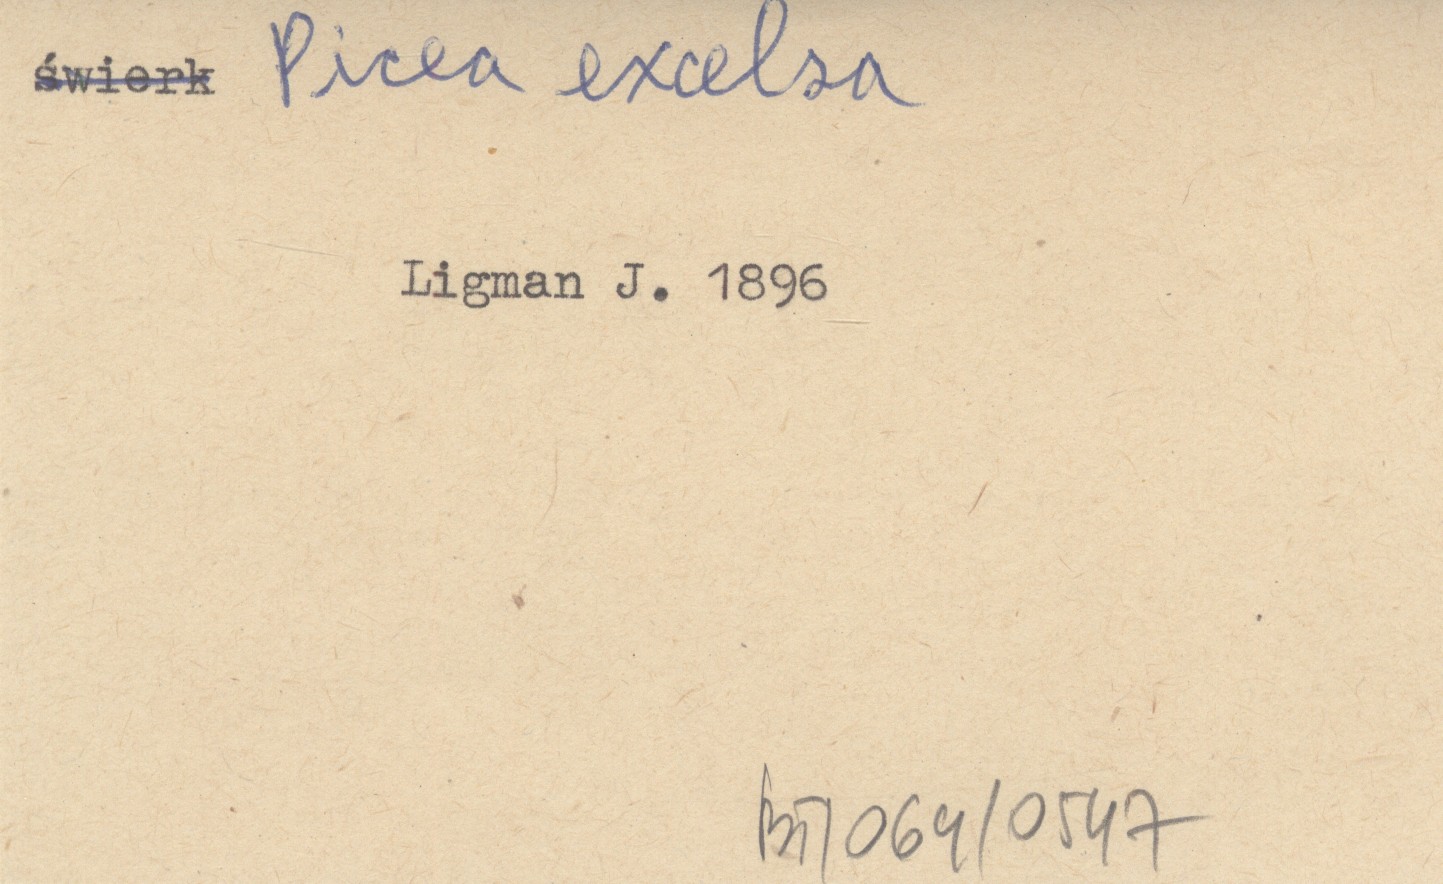 świerk Picea excelsa
Ligman J. 1896
064/0547